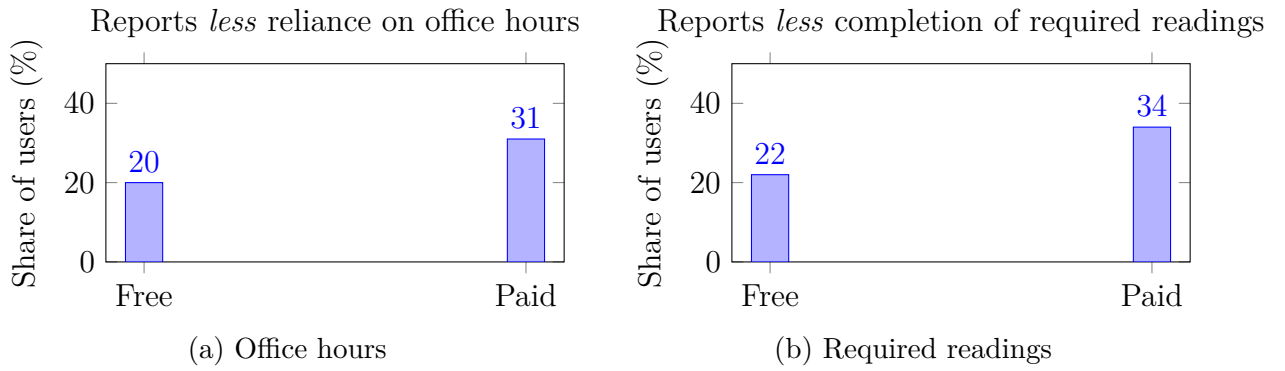 Reports less reliance on office hours
Share of users (%)
40
20
0
20
31
Free
Paid
(a) Office hours
Reports less completion of required readings
Share of users (%)
40
20
0
22
34
Free
Paid
(b) Required readings